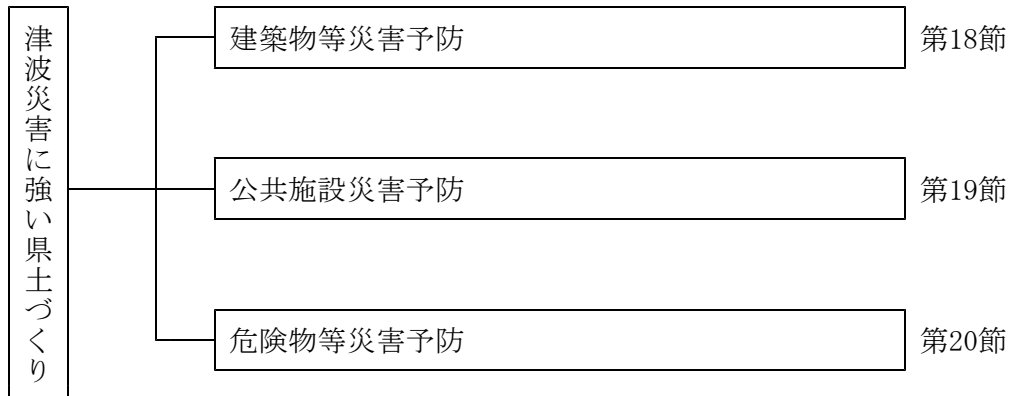 津波災害に強い県土づくり
建築物等災害予防 第18節
公共施設災害予防 第19節
危険物等災害予防 第20節